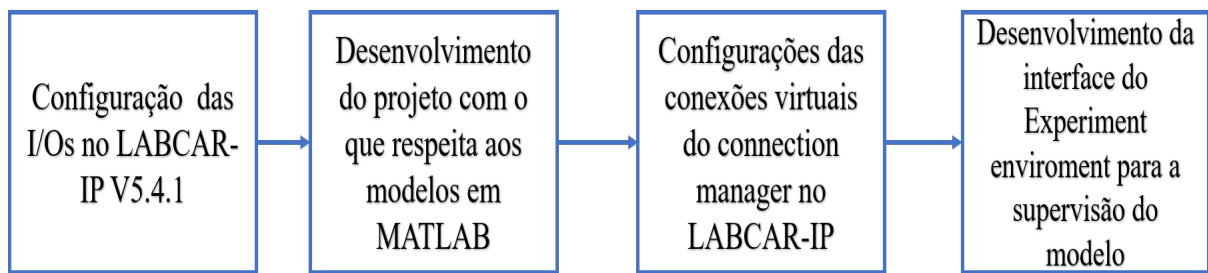 Configuração das
I/Os no LABCAR-
IP V5.4.1
Desenvolvimento
do projeto com o
que respeita aos
modelos em
MATLAB
Configurações das
conexões virtuais
do connection
manager no
LABCAR-IP
Desenvolvimento da
interface do
Experiment
enviroment para a
supervisão do
modelo